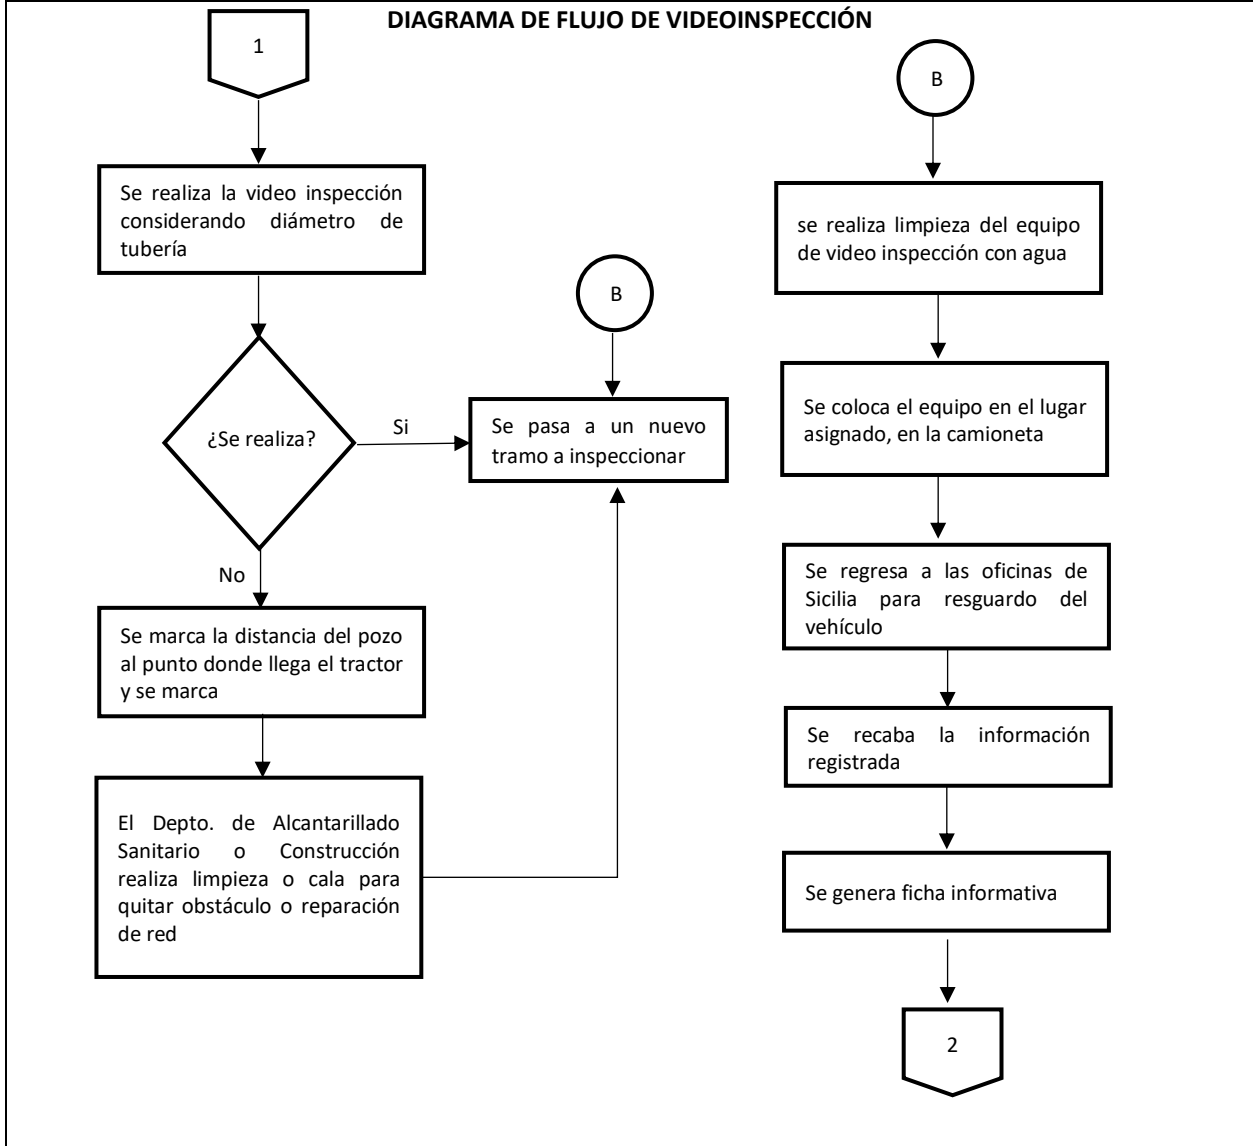 DIAGRAMA DE FLUJO DE VIDEOINSPECCIÓN
1
Se realiza la video inspección
considerando diámetro de
tubería
¿Se realiza?
Si
No
B
Se pasa a un nuevo
tramo a inspeccionar
Se marca la distancia del pozo
al punto donde llega el tractor
y se marca
El Depto. de Alcantarillado
Sanitario o Construcción
realiza limpieza o cala para
quitar obstáculo o reparación
de red
B
se realiza limpieza del equipo
de video inspección con agua
Se coloca el equipo en el lugar
asignado, en la camioneta
Se regresa a las oficinas de
Sicilia para resguardo del
vehículo
Se recaba la información
registrada
Se genera ficha informativa
2